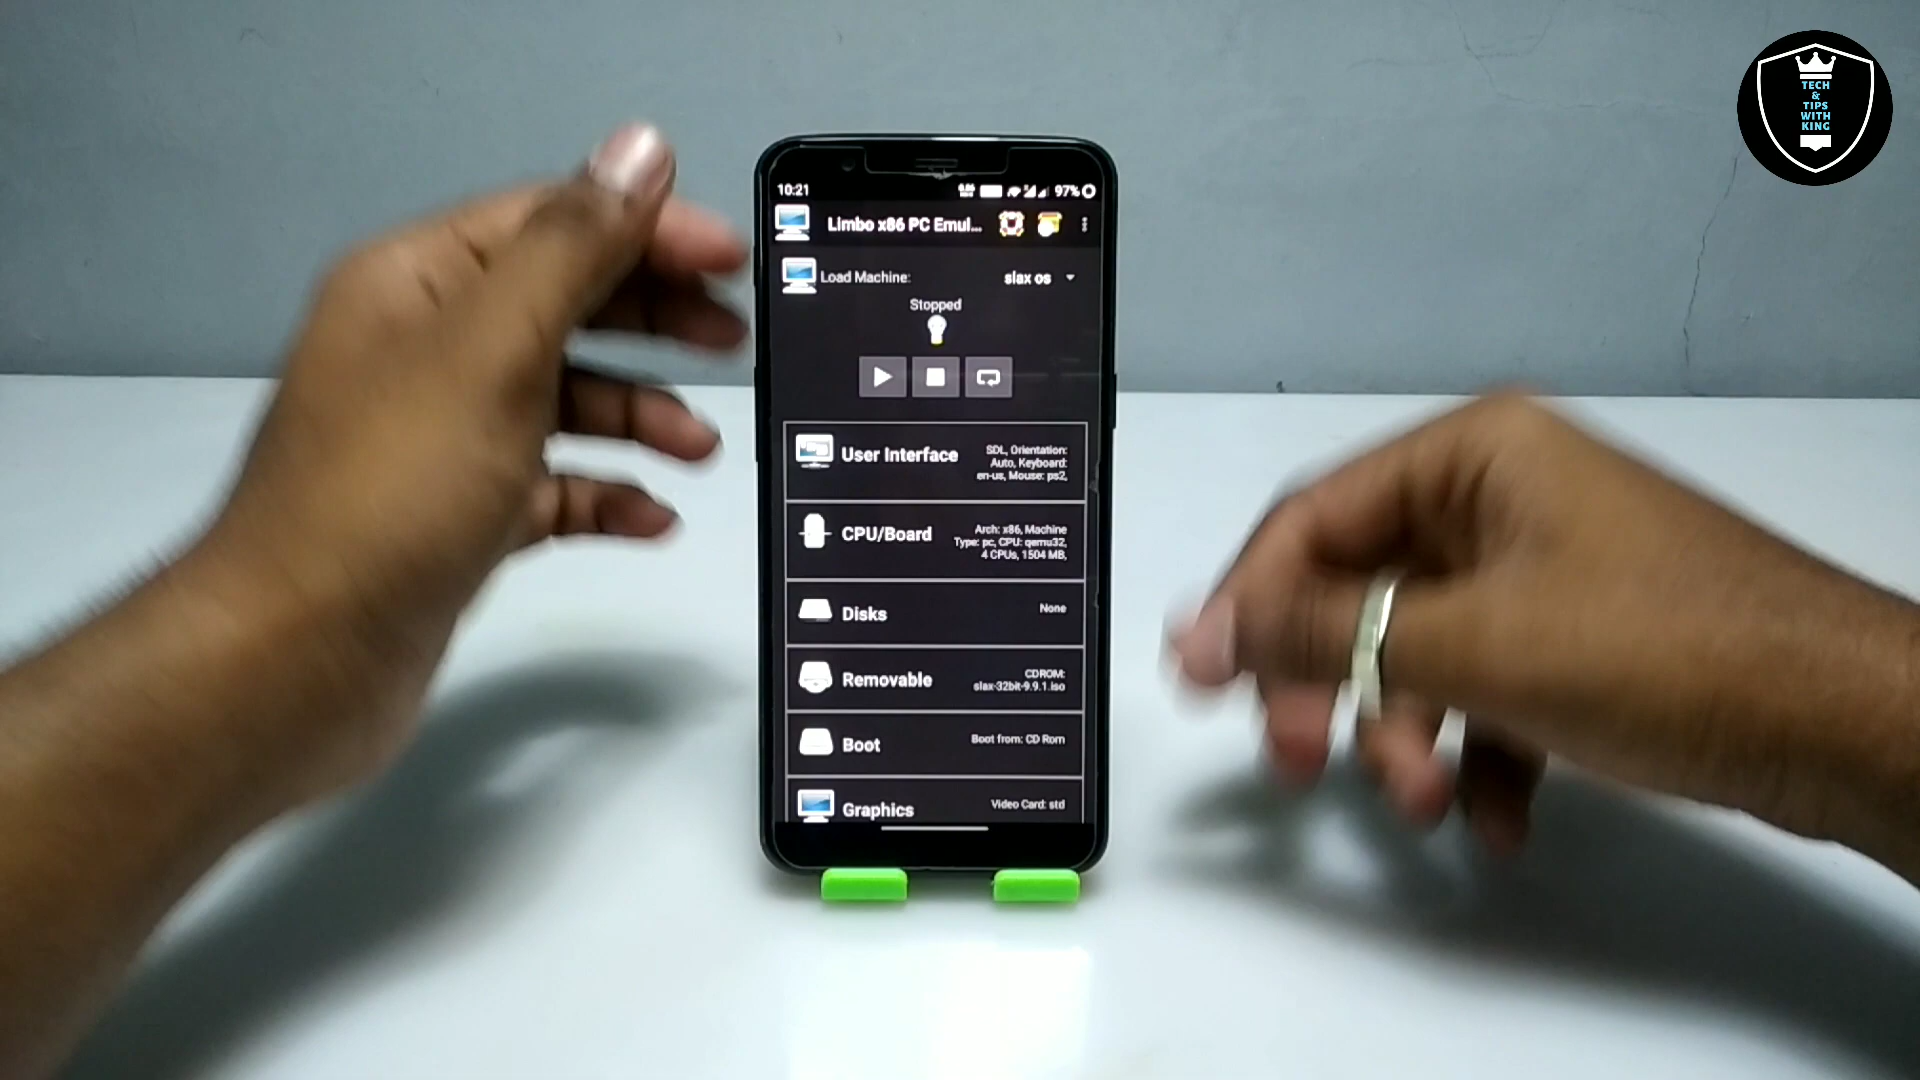 TECH
&
TIPS
WITH
KING
10:21
97%
Limbo x86 PC Emul...
Load Machine:
slax os
Stopped
User Interface
SDL, Orientation:
Auto, Keyboard:
en-us, Mouse: ps2,
CPU/Board
Arch: x86, Machine
Type: pc, CPU: qemu32,
4 CPUs, 1504 MB,
Disks
None
Removable
CDROM:
slax-32bit-9.9.1.iso
Boot
Boot from: CD Rom
Graphics
Video Card: std